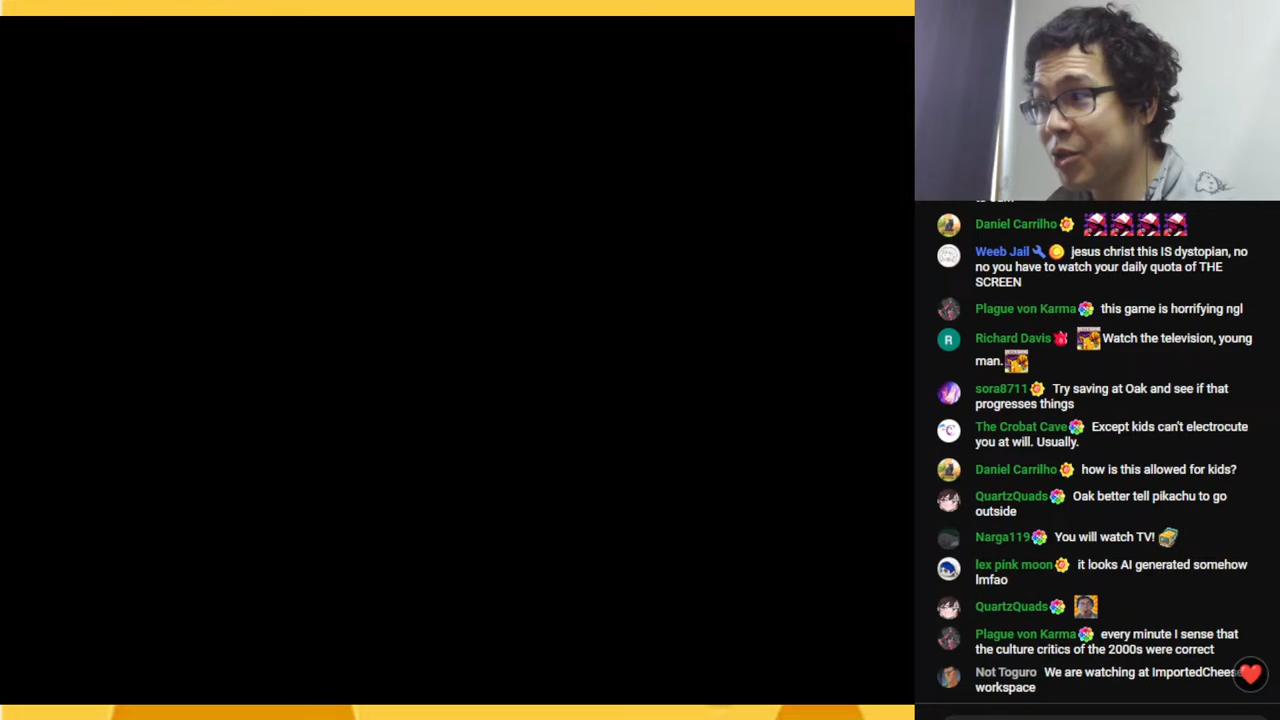 Daniel Carrilho
Weeb Jail jesus christ this IS dystopian, no
no you have to watch your daily quota of THE
SCREEN
Plague von Karma this game is horrifying ngl
Richard Davis Watch the television, young
man.
sora8711 Try saving at Oak and see if that
progresses things
The Crobat Cave Except kids can't electrocute
you at will. Usually.
Daniel Carrilho how is this allowed for kids?
QuartzQuads Oak better tell pikachu to go
outside
Narga119 You will watch TV!
lex pink moon it looks AI generated somehow
lmfao
QuartzQuads
Plague von Karma every minute I sense that
the culture critics of the 2000s were correct
Not Toguro We are watching at ImportedCheese
workspace
R